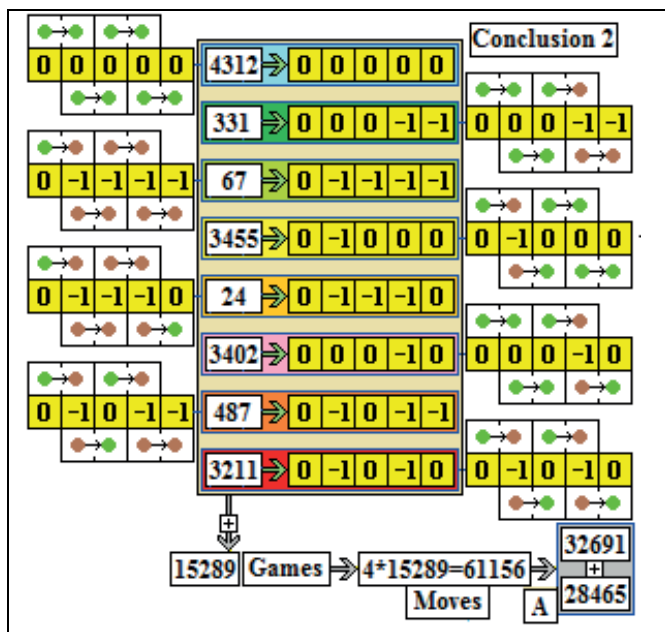 Conclusion 2
0 0 0 0 0
4312 0 0 0 0 0
331 0 0 0 -1 -1
0 0 0 -1 -1
0 -1 -1 -1 -1
67 0 -1 -1 -1 -1
3455 0 -1 0 0 0
0 -1 0 0 0
0 -1 -1 -1 0
24 0 -1 -1 -1 0
3402 0 0 0 -1 0
0 0 0 -1 0
0 -1 0 -1 -1
487 0 -1 0 -1 -1
3211 0 -1 0 -1 0
0 -1 0 -1 0
+
15289 Games 4*15289=61156
Moves
A
32691
+
28465